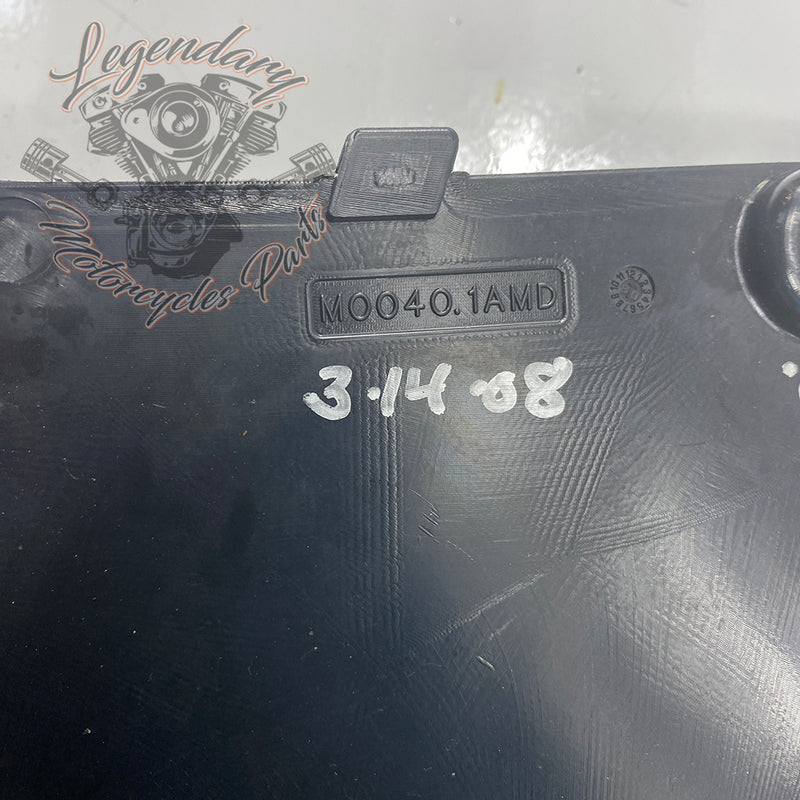 Legendary
Motorcycles Parts
M0040.1AMD
3·14·08